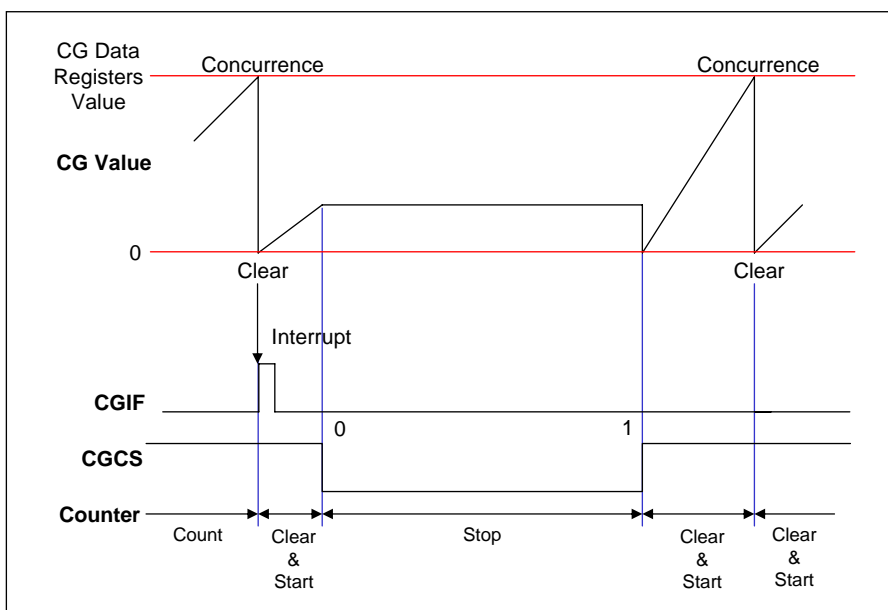 CG Data
Registers
Value
Concurrence
Concurrence
CG Value
0
Clear
Clear
Interrupt
CGIF
0
1
CGCS
Counter
Count
Clear
&
Start
Stop
Clear
&
Start
Clear
&
Start